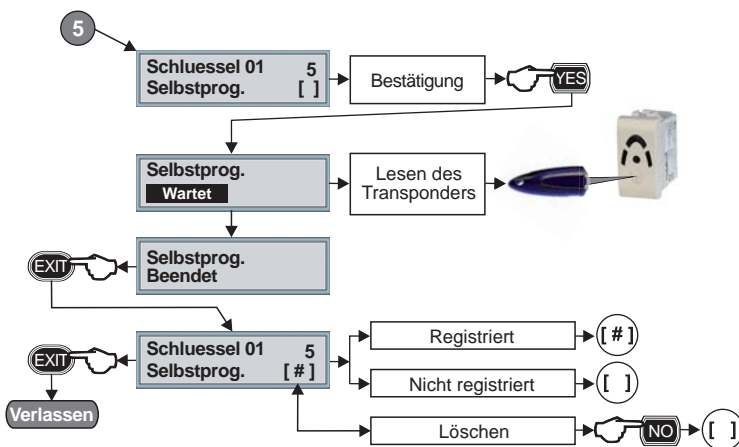 5
Schluessel 01 5
Selbstprog. [ ]
Bestätigung
YES
Selbstprog.
Wartet
Lesen des
Transponders
Selbstprog.
Beendet
EXIT
Schluessel 01 5
Selbstprog. [ # ]
EXIT
Verlassen
Registriert
[ # ]
Nicht registriert
[ ]
Löschen
NO
[ ]